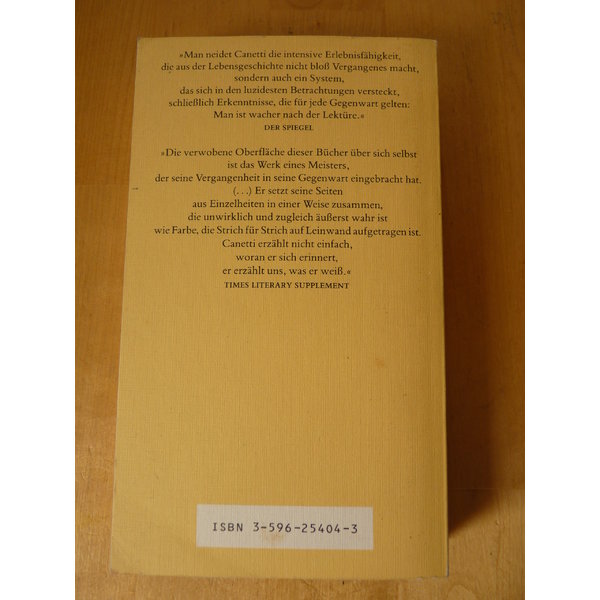 »Man neidet Canetti die intensive Erlebnisfähigkeit,
die aus der Lebensgeschichte nicht bloß Vergangenes macht,
sondern auch ein System,
das sich in den luzidesten Betrachtungen versteckt,
schließlich Erkenntnisse, die für jede Gegenwart gelten:
Man ist wacher nach der Lektüre.«
DER SPIEGEL
»Die verwobene Oberfläche dieser Bücher über sich selbst
ist das Werk eines Meisters,
der seine Vergangenheit in seine Gegenwart eingebracht hat.
(...) Er setzt seine Seiten
aus Einzelheiten in einer Weise zusammen,
die unwirklich und zugleich äußerst wahr ist
wie Farbe, die Strich für Strich auf Leinwand aufgetragen ist.
Canetti erzählt nicht einfach,
woran er sich erinnert,
er erzählt uns, was er weiß.«
TIMES LITERARY SUPPLEMENT
ISBN 3-596-25404-3